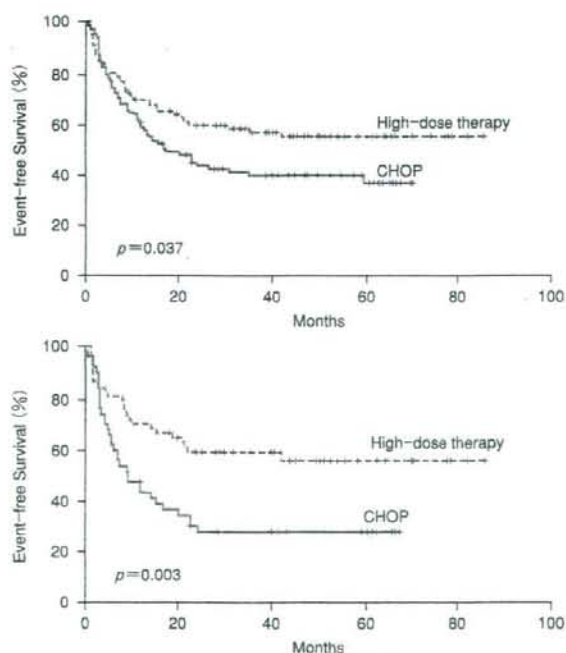 Event-free Survival (%)
100
80
60
40
20
0
High-dose therapy
CHOP
p=0.037
0 20 40 60 80 100
Months
Event-free Survival (%)
100
80
60
40
20
0
High-dose therapy
CHOP
p=0.003
0 20 40 60 80 100
Months